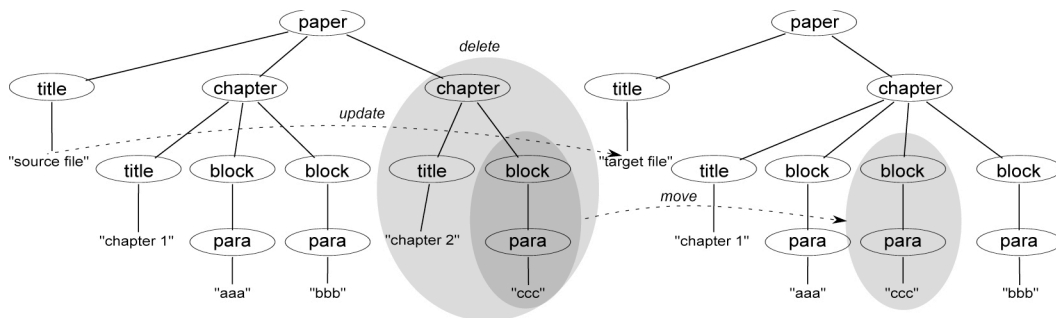 paper
paper
delete
title
chapter
chapter
title
chapter
update
"source file"
"target file"
title
block
block
title
block
title
block
block
block
move
"chapter 1"
"chapter 2"
"chapter 1"
para
para
para
para
para
para
"aaa"
"bbb"
"ccc"
"aaa"
"ccc"
"bbb"